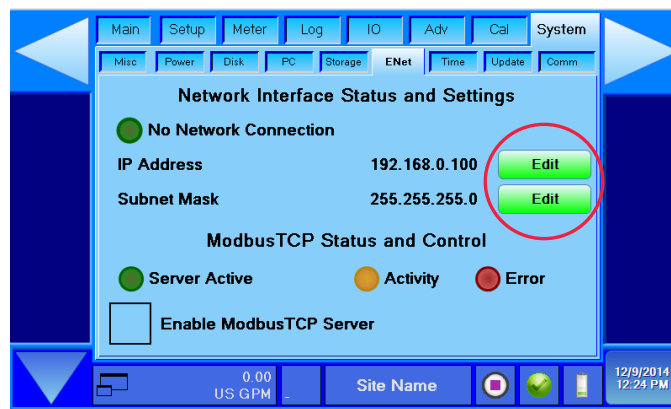 Main Setup Meter Log IO Adv Cal System
Misc Power Disk PC Storage ENet Time Update Comm
Network Interface Status and Settings
No Network Connection
IP Address 192.168.0.100 Edit
Subnet Mask 255.255.255.0 Edit
ModbusTCP Status and Control
Server Active Activity Error
Enable ModbusTCP Server
0.00
US GPM
Site Name
12/9/2014
12:24 PM